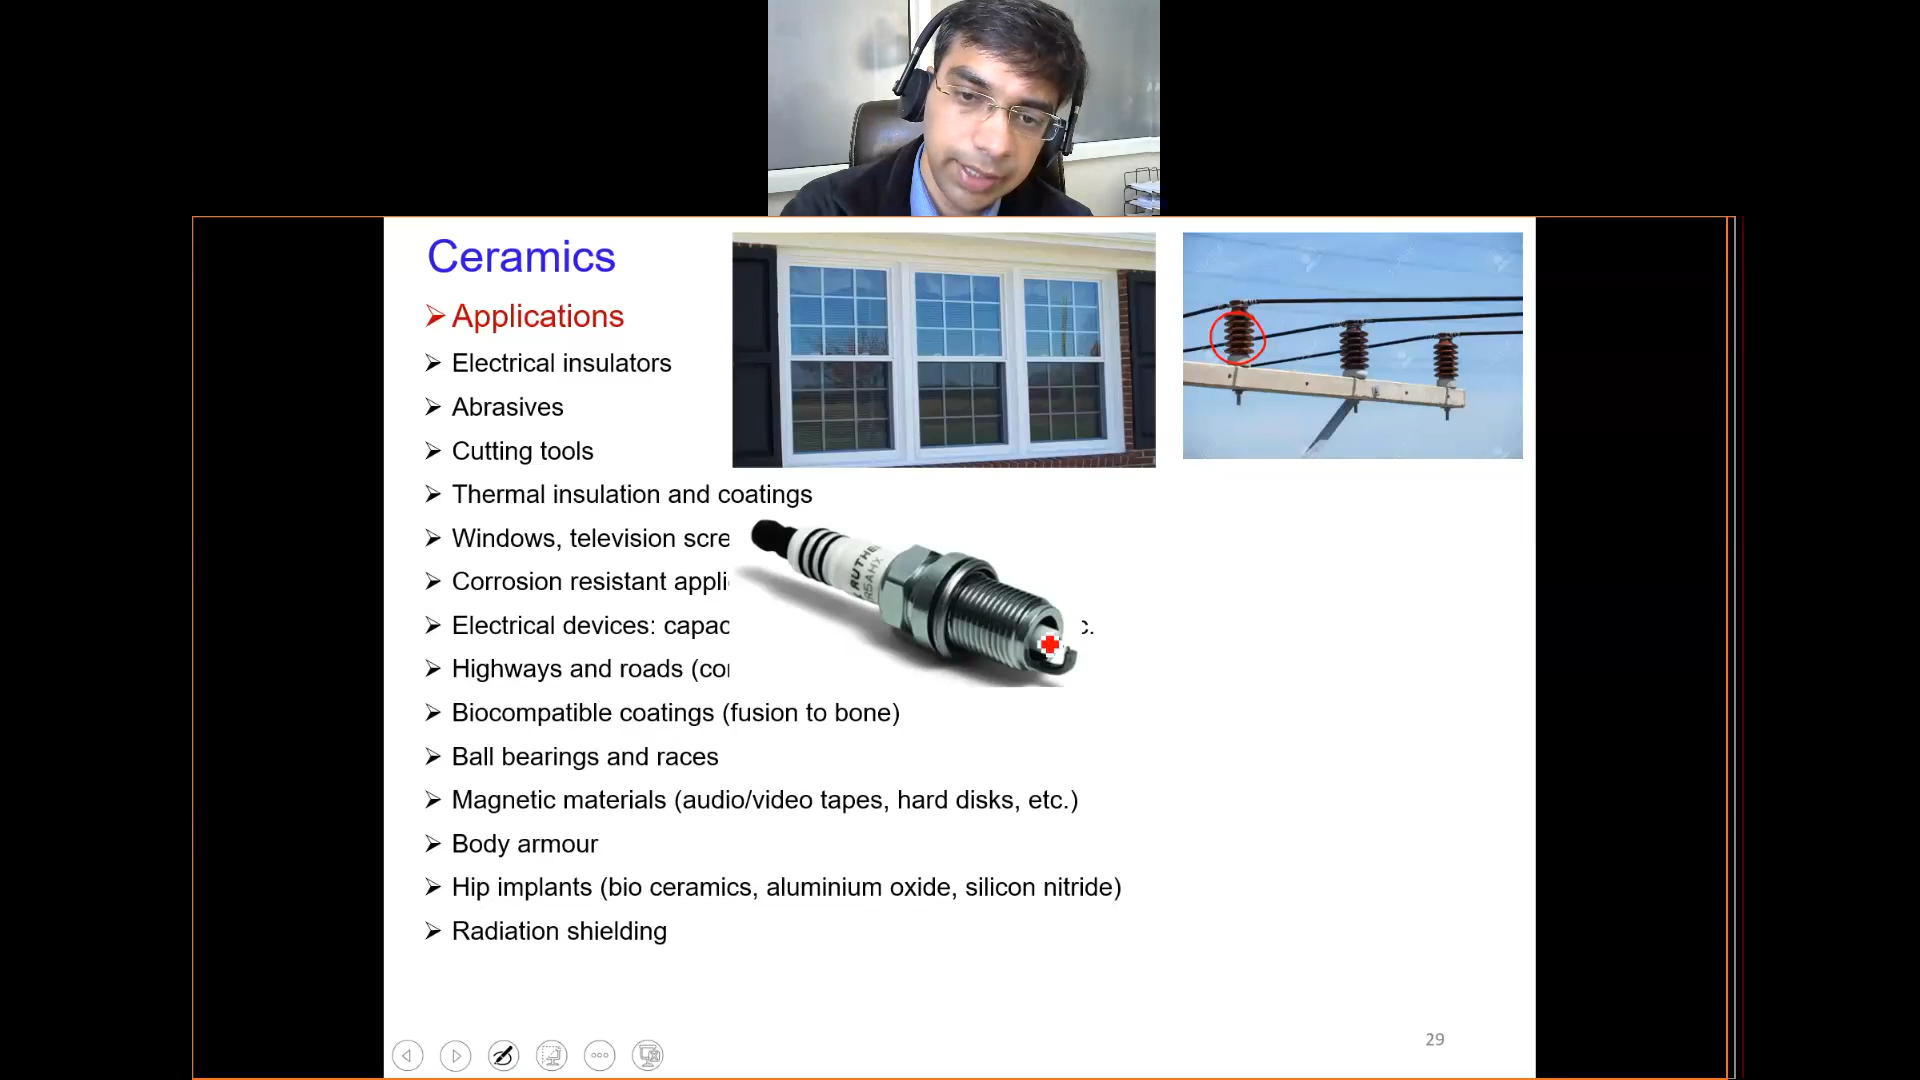 Ceramics
Applications
Electrical insulators
Abrasives
Cutting tools
Thermal insulation and coatings
Windows, television scre
Corrosion resistant appli
Electrical devices: capac c.
Highways and roads (co
Biocompatible coatings (fusion to bone)
Ball bearings and races
Magnetic materials (audio/video tapes, hard disks, etc.)
Body armour
Hip implants (bio ceramics, aluminium oxide, silicon nitride)
Radiation shielding
29